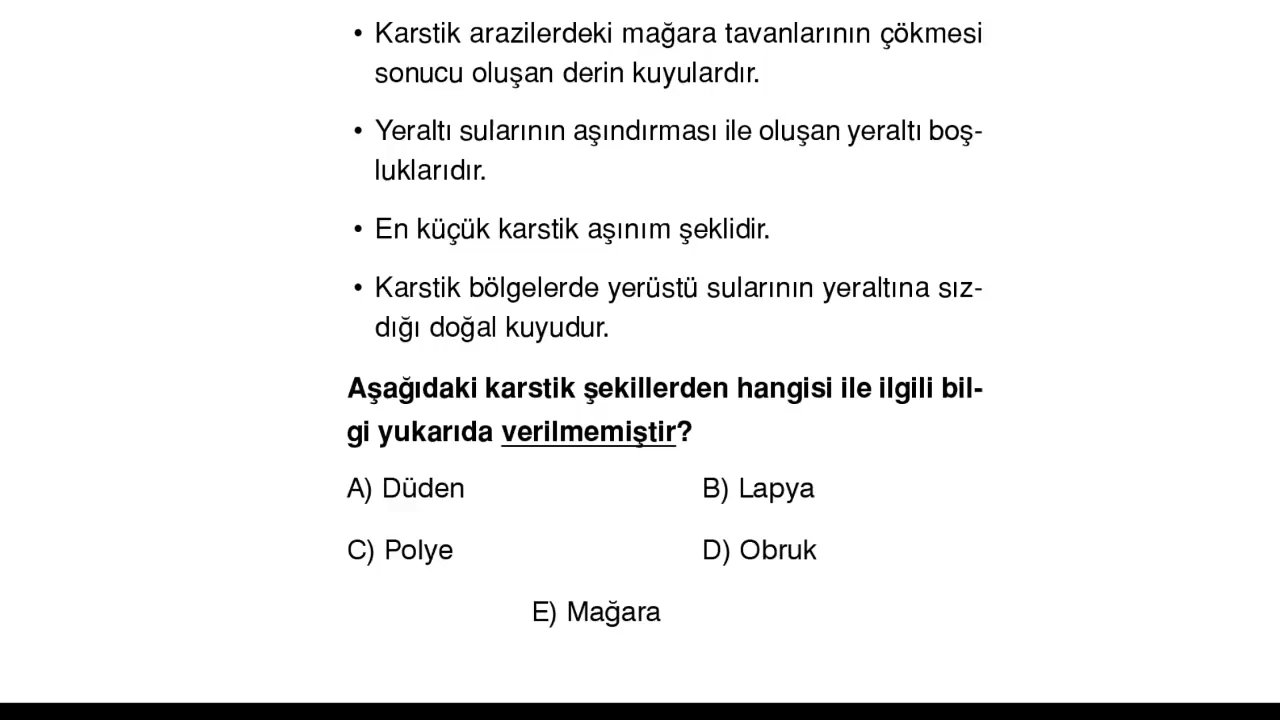 • Karstik arazilerdeki mağara tavanlarının çökmesi
sonucu oluşan derin kuyulardır.
• Yeraltı sularının aşındırması ile oluşan yeraltı boş-
luklarıdır.
• En küçük karstik aşınım şeklidir.
• Karstik bölgelerde yerüstü sularının yeraltına sız-
dığı doğal kuyudur.
Aşağıdaki karstik şekillerden hangisi ile ilgili bil-
gi yukarıda verilmemiştir?
A) Düden B) Lapya
C) Polye D) Obruk
E) Mağara